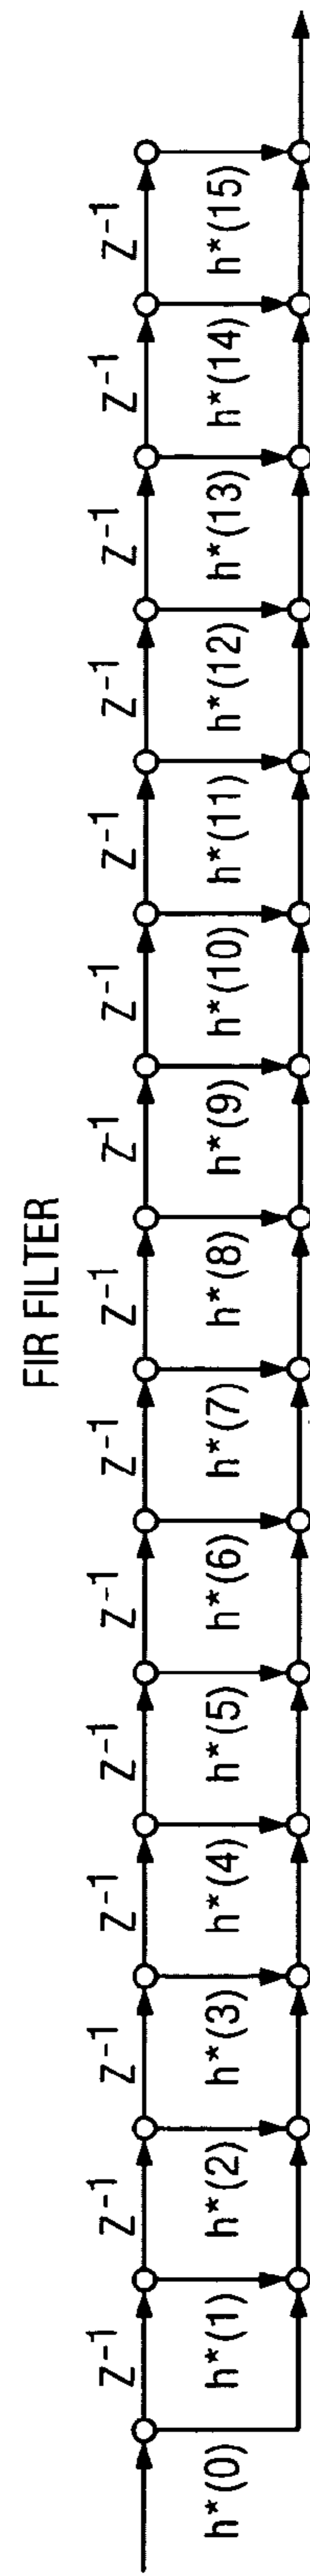 FIR FILTER
Z⁻¹ Z⁻¹ Z⁻¹ Z⁻¹ Z⁻¹ Z⁻¹ Z⁻¹ Z⁻¹ Z⁻¹ Z⁻¹ Z⁻¹ Z⁻¹ Z⁻¹ Z⁻¹ Z⁻¹
h*(0) h*(1) h*(2) h*(3) h*(4) h*(5) h*(6) h*(7) h*(8) h*(9) h*(10) h*(11) h*(12) h*(13) h*(14) h*(15)